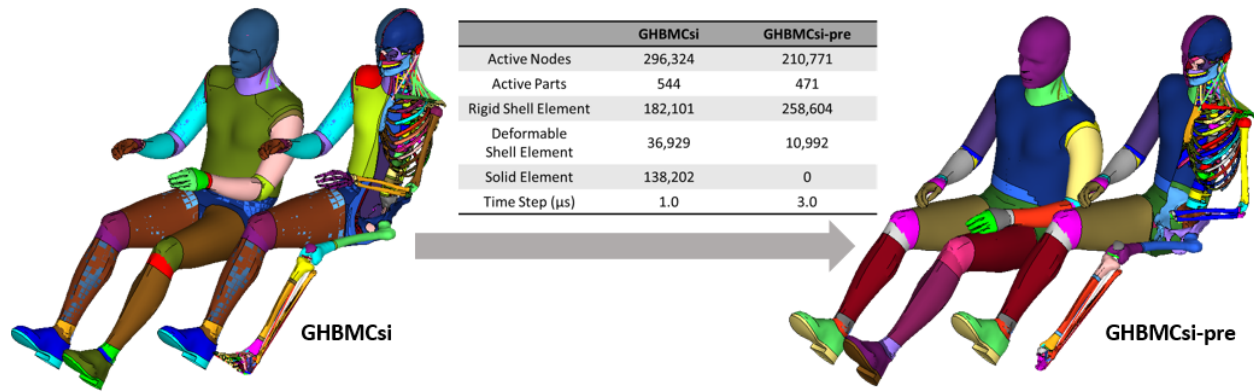 GHBMCsi GHBMCsi-pre
Active Nodes 296,324 210,771
Active Parts 544 471
Rigid Shell Element 182,101 258,604
Deformable
Shell Element 36,929 10,992
Solid Element 138,202 0
Time Step (µs) 1.0 3.0
GHBMCsi
GHBMCsi-pre